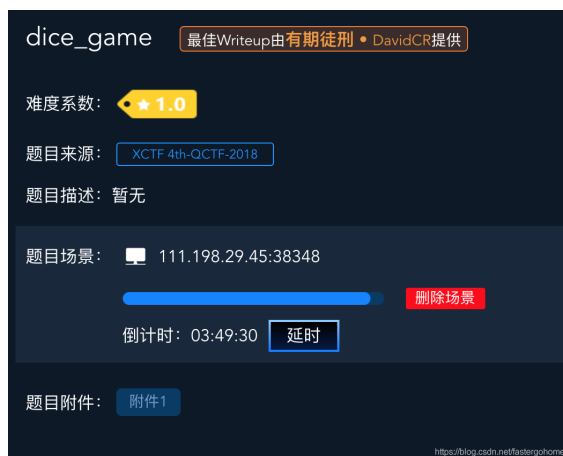 dice_game 最佳Writeup由有期徒刑 • DavidCR提供
难度系数： ★ 1.0
题目来源： XCTF 4th-QCTF-2018
题目描述：暂无
题目场景： 111.198.29.45:38348
删除场景
倒计时：03:49:30 延时
题目附件： 附件1
https://blog.csdn.net/fastergohome